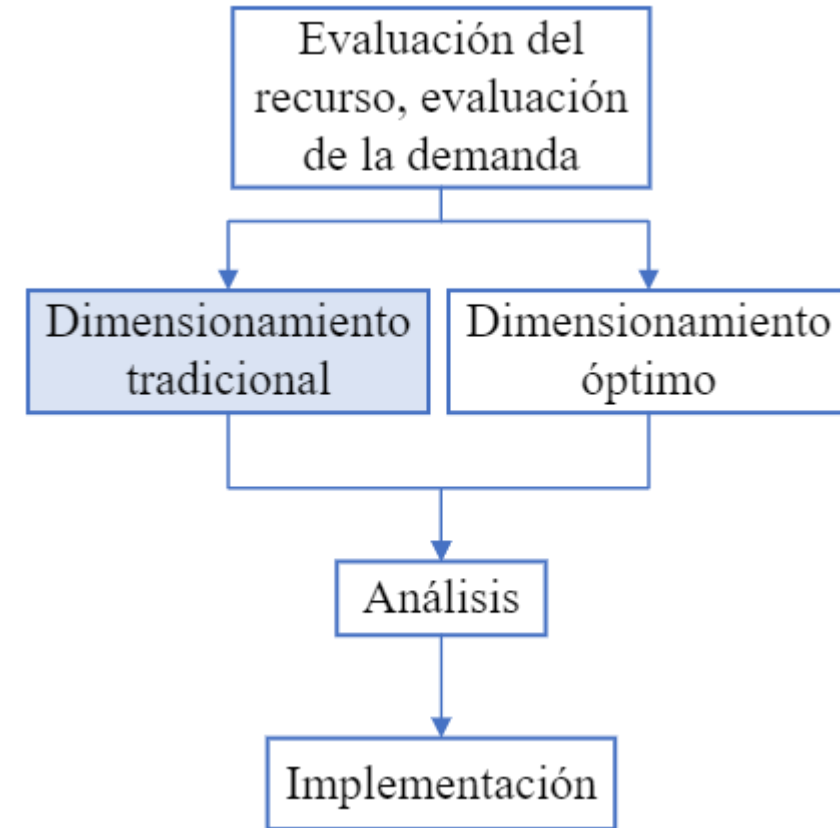 Evaluación del
recurso, evaluación
de la demanda
Dimensionamiento
tradicional
Dimensionamiento
óptimo
Análisis
Implementación